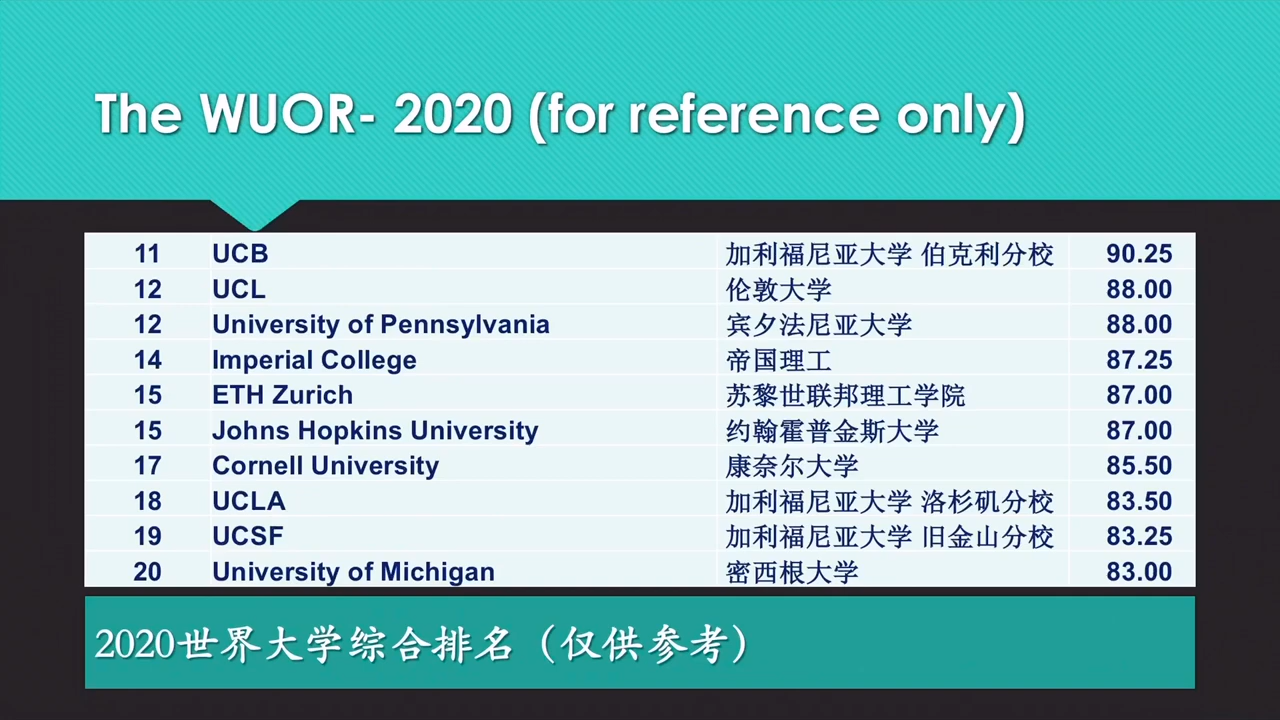 The WUOR- 2020 (for reference only)
11 UCB 加利福尼亚大学 伯克利分校 90.25
12 UCL 伦敦大学 88.00
12 University of Pennsylvania 宾夕法尼亚大学 88.00
14 Imperial College 帝国理工 87.25
15 ETH Zurich 苏黎世联邦理工学院 87.00
15 Johns Hopkins University 约翰霍普金斯大学 87.00
17 Cornell University 康奈尔大学 85.50
18 UCLA 加利福尼亚大学 洛杉矶分校 83.50
19 UCSF 加利福尼亚大学 旧金山分校 83.25
20 University of Michigan 密西根大学 83.00
2020世界大学综合排名（仅供参考）